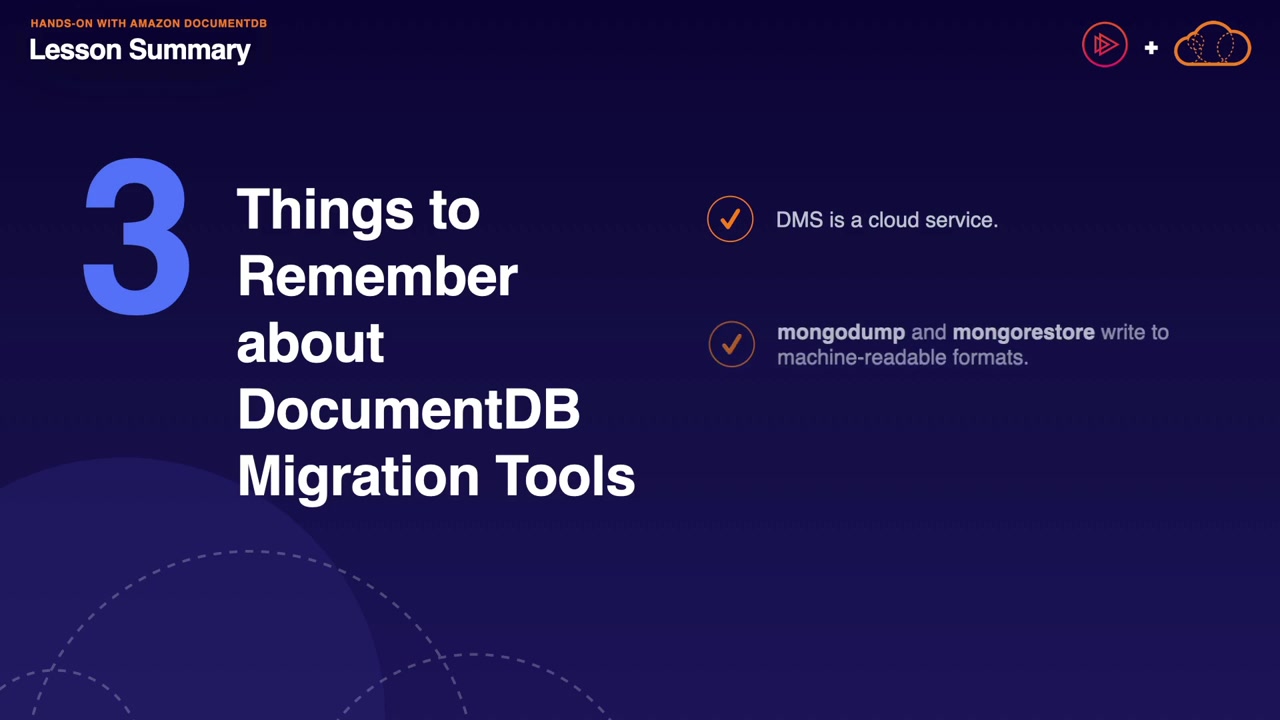 HANDS-ON WITH AMAZON DOCUMENTDB
Lesson Summary
+
3
Things to
Remember
about
DocumentDB
Migration Tools
DMS is a cloud service.
mongodump and mongorestore write to
machine-readable formats.